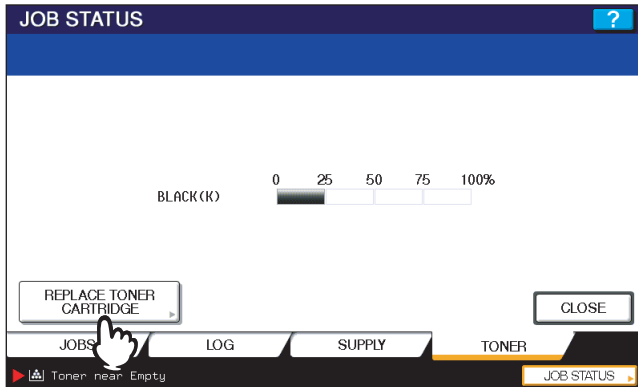 JOB STATUS ?
0 25 50 75 100%
BLACK(K)
REPLACE TONER
CARTRIDGE
CLOSE
JOBS LOG SUPPLY TONER
Toner near Empty
JOB STATUS